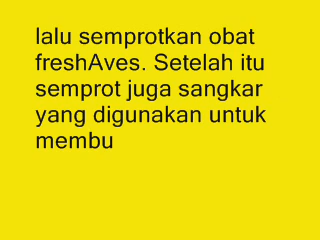 lalu semprotkan obat
freshAves. Setelah itu
semprot juga sangkar
yang digunakan untuk
membu